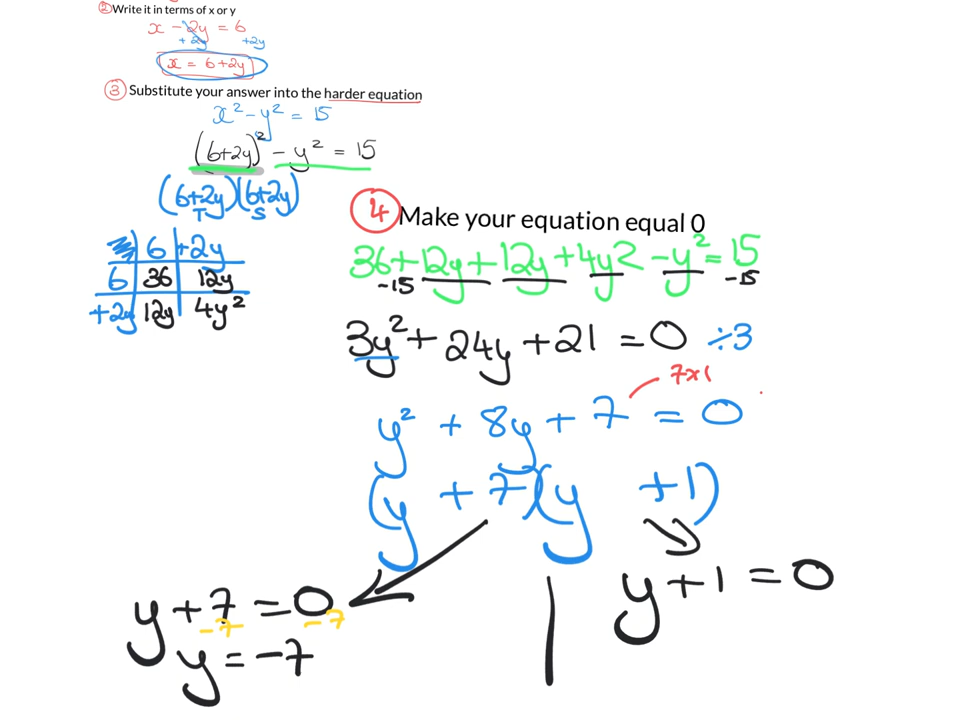 ② Write it in terms of x or y
x - 2y = 6
+ 2y +2y
x = 6+2y
③ Substitute your answer into the harder equation
x² - y² = 15
(6+2y)² - y² = 15
(6+2y)(6+2y)
T S
④ Make your equation equal 0
36+12y+12y+4y2 -y² = 15
-15 -15
6 +2y
6 36 12y
+2y 12y 4y²
3y² + 24y + 21 = 0 ÷3
7×1
y² + 8y + 7 = 0
(y + 7)(y +1)
y + 7 = 0
-7 -7
y = -7
y + 1 = 0